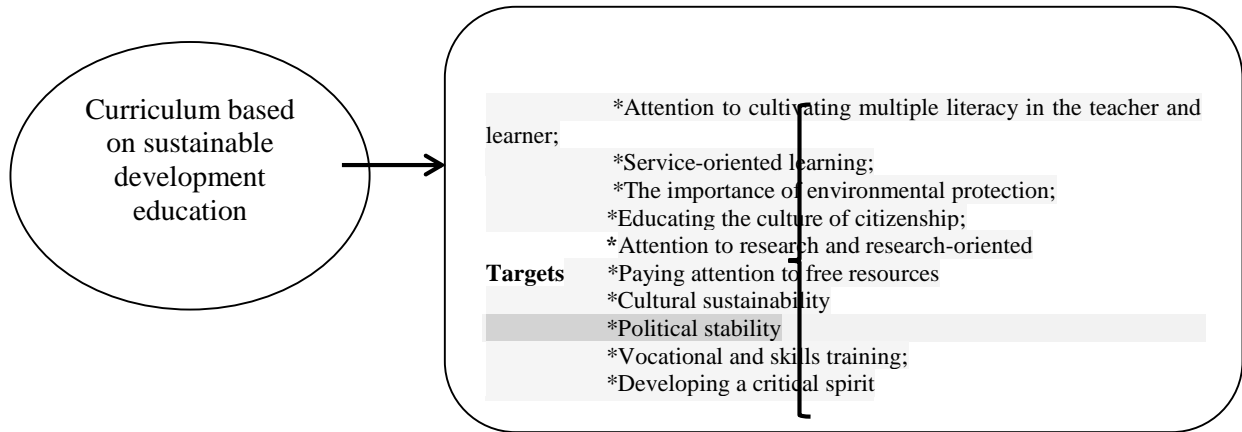 Curriculum based
on sustainable
development
education
*Attention to cultivating multiple literacy in the teacher and
learner;
*Service-oriented learning;
*The importance of environmental protection;
*Educating the culture of citizenship;
*Attention to research and research-oriented
Targets *Paying attention to free resources
*Cultural sustainability
*Political stability
*Vocational and skills training;
*Developing a critical spirit